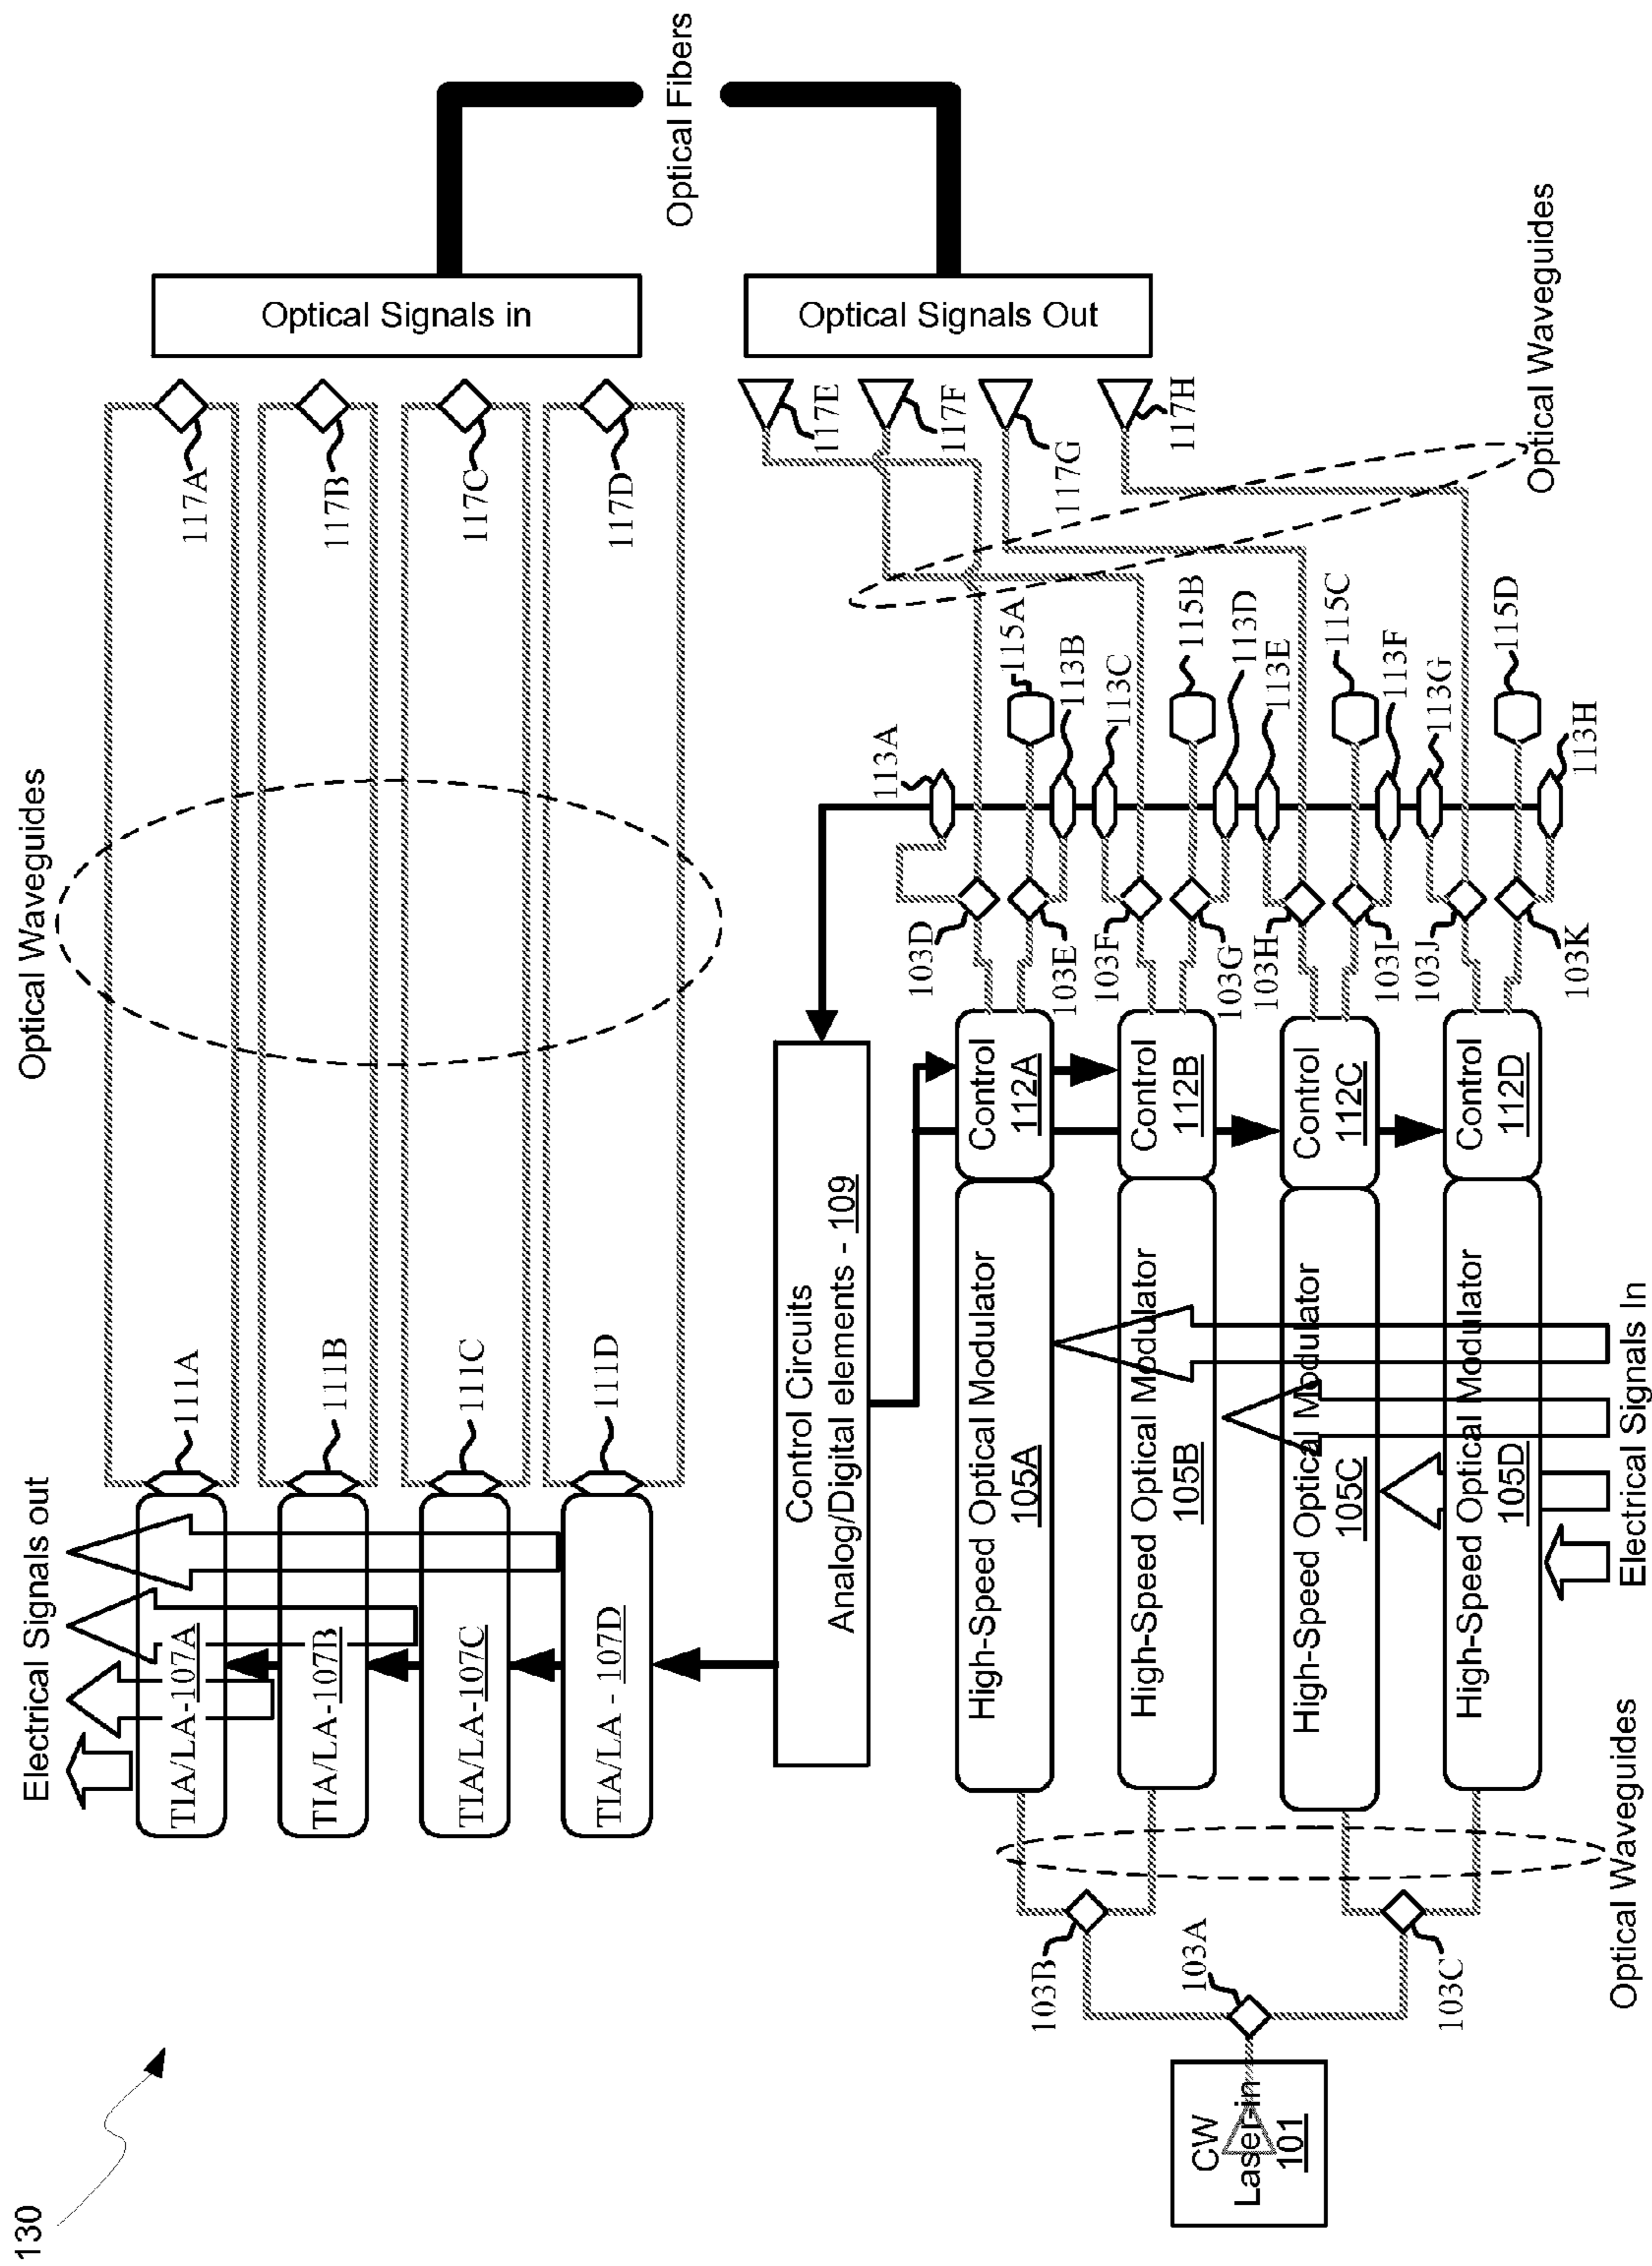 130
Electrical Signals out
Optical Waveguides
TIA/LA-107A
111A
117A
TIA/LA-107B
111B
117B
TIA/LA-107C
111C
117C
TIA/LA - 107D
111D
117D
Optical Signals in
Optical Fibers
Control Circuits
Analog/Digital elements - 109
Optical Signals Out
117E
117F
117G
117H
113A
103D
High-Speed Optical Modulator
105A
Control
112A
115A
103E
113B
103F
113C
High-Speed Optical Modulator
105B
Control
112B
115B
103G
113D
103H
113E
High-Speed Optical Modulator
105C
Control
112C
115C
103I
113F
103J
113G
High-Speed Optical Modulator
105D
Control
112D
115D
103K
113H
Optical Waveguides
103B
103A
103C
CW
Laser-in
101
Optical Waveguides
Electrical Signals In